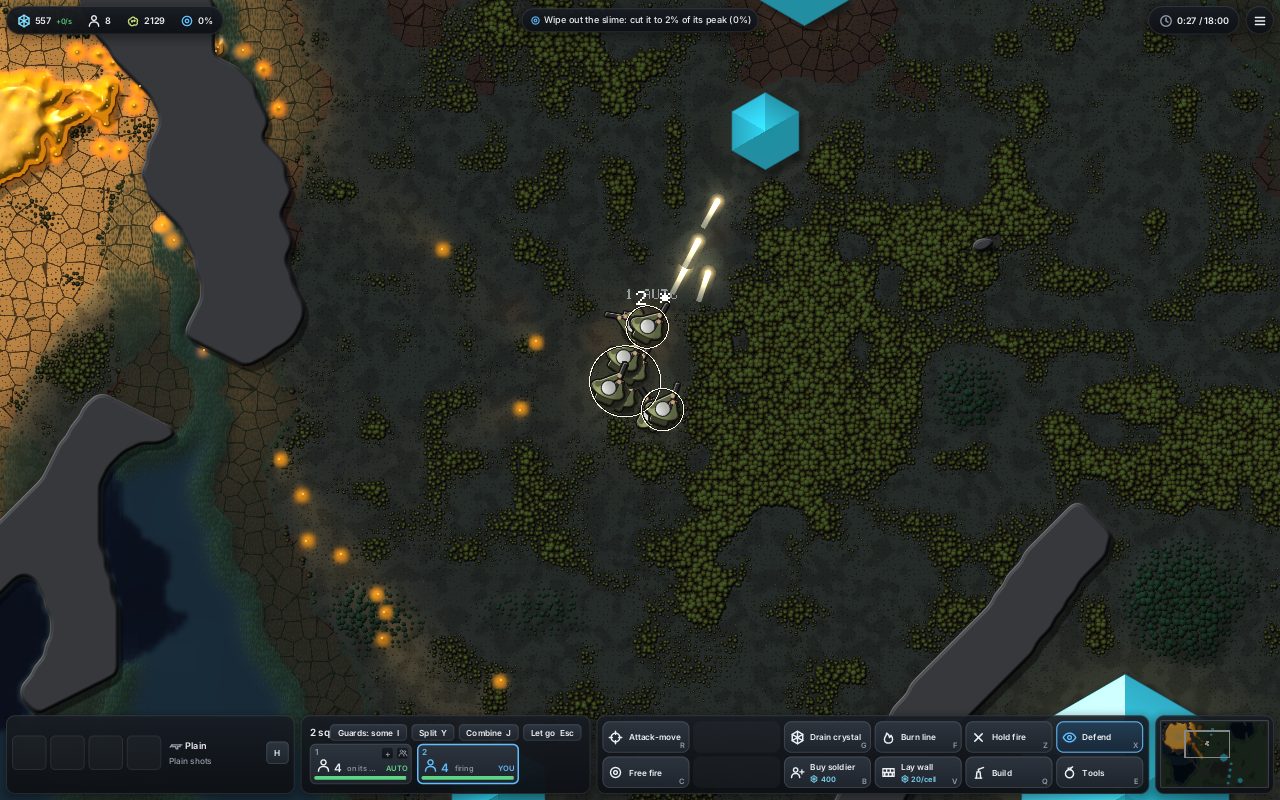 557 +0/s 8 2129 0%
Wipe out the slime: cut it to 2% of its peak (0%)
0:27 / 18:00
2
Plain
Plain shots
H
2 sq
Guards: some I
Split Y
Combine J
Let go Esc
1
4 on its ... AUTO
2
4 firing YOU
Attack-move R
Drain crystal G
Burn line F
Hold fire Z
Defend X
Free fire C
Buy soldier 400 B
Lay wall 20/cell V
Build Q
Tools E